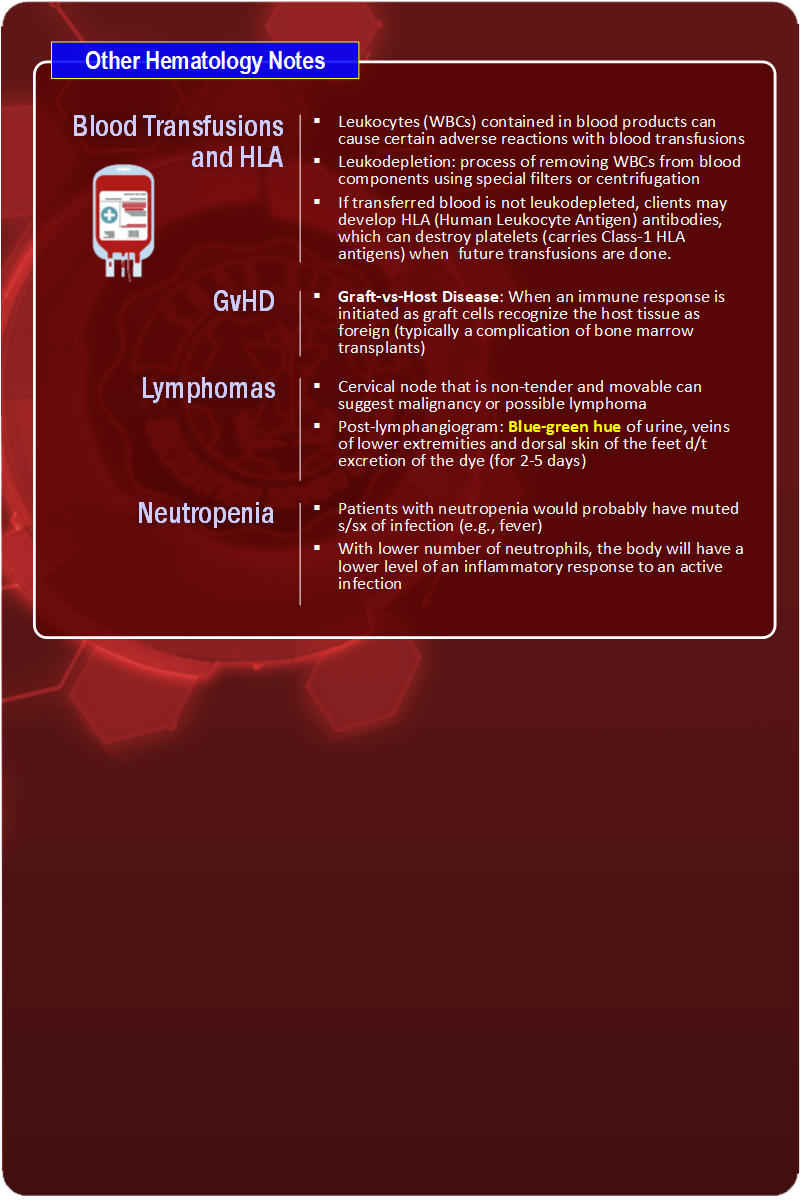 Other Hematology Notes
Blood Transfusions
and HLA
▪ Leukocytes (WBCs) contained in blood products can
cause certain adverse reactions with blood transfusions
▪ Leukodepletion: process of removing WBCs from blood
components using special filters or centrifugation
▪ If transferred blood is not leukodepleted, clients may
develop HLA (Human Leukocyte Antigen) antibodies,
which can destroy platelets (carries Class-1 HLA
antigens) when future transfusions are done.
GvHD
▪ Graft-vs-Host Disease: When an immune response is
initiated as graft cells recognize the host tissue as
foreign (typically a complication of bone marrow
transplants)
Lymphomas
▪ Cervical node that is non-tender and movable can
suggest malignancy or possible lymphoma
▪ Post-lymphangiogram: Blue-green hue of urine, veins
of lower extremities and dorsal skin of the feet d/t
excretion of the dye (for 2-5 days)
Neutropenia
▪ Patients with neutropenia would probably have muted
s/sx of infection (e.g., fever)
▪ With lower number of neutrophils, the body will have a
lower level of an inflammatory response to an active
infection